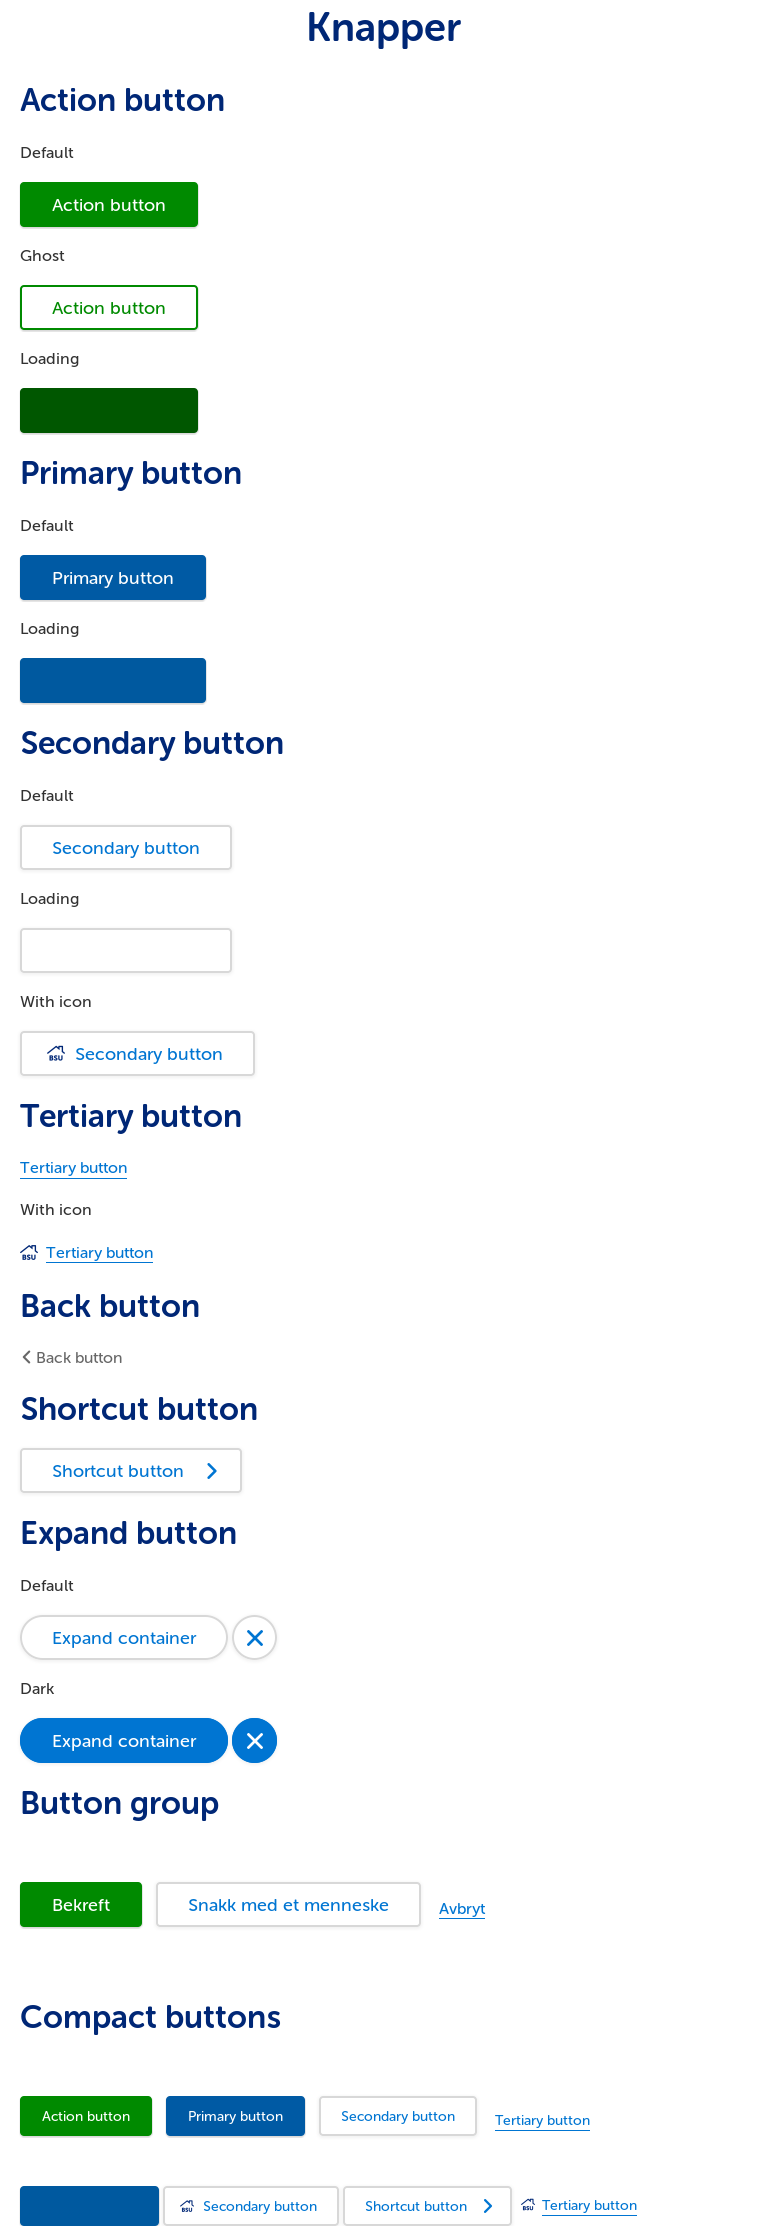 Knapper
Action button
Default
Action button
Ghost
Action button
Loading
Primary button
Default
Primary button
Loading
Secondary button
Default
Secondary button
Loading
With icon
BSU Secondary button
Tertiary button
Tertiary button
With icon
BSU Tertiary button
Back button
Back button
Shortcut button
Shortcut button
Expand button
Default
Expand container
Dark
Expand container
Button group
Bekreft Snakk med et menneske Avbryt
Compact buttons
Action button Primary button Secondary button Tertiary button
BSU Secondary button Shortcut button BSU Tertiary button